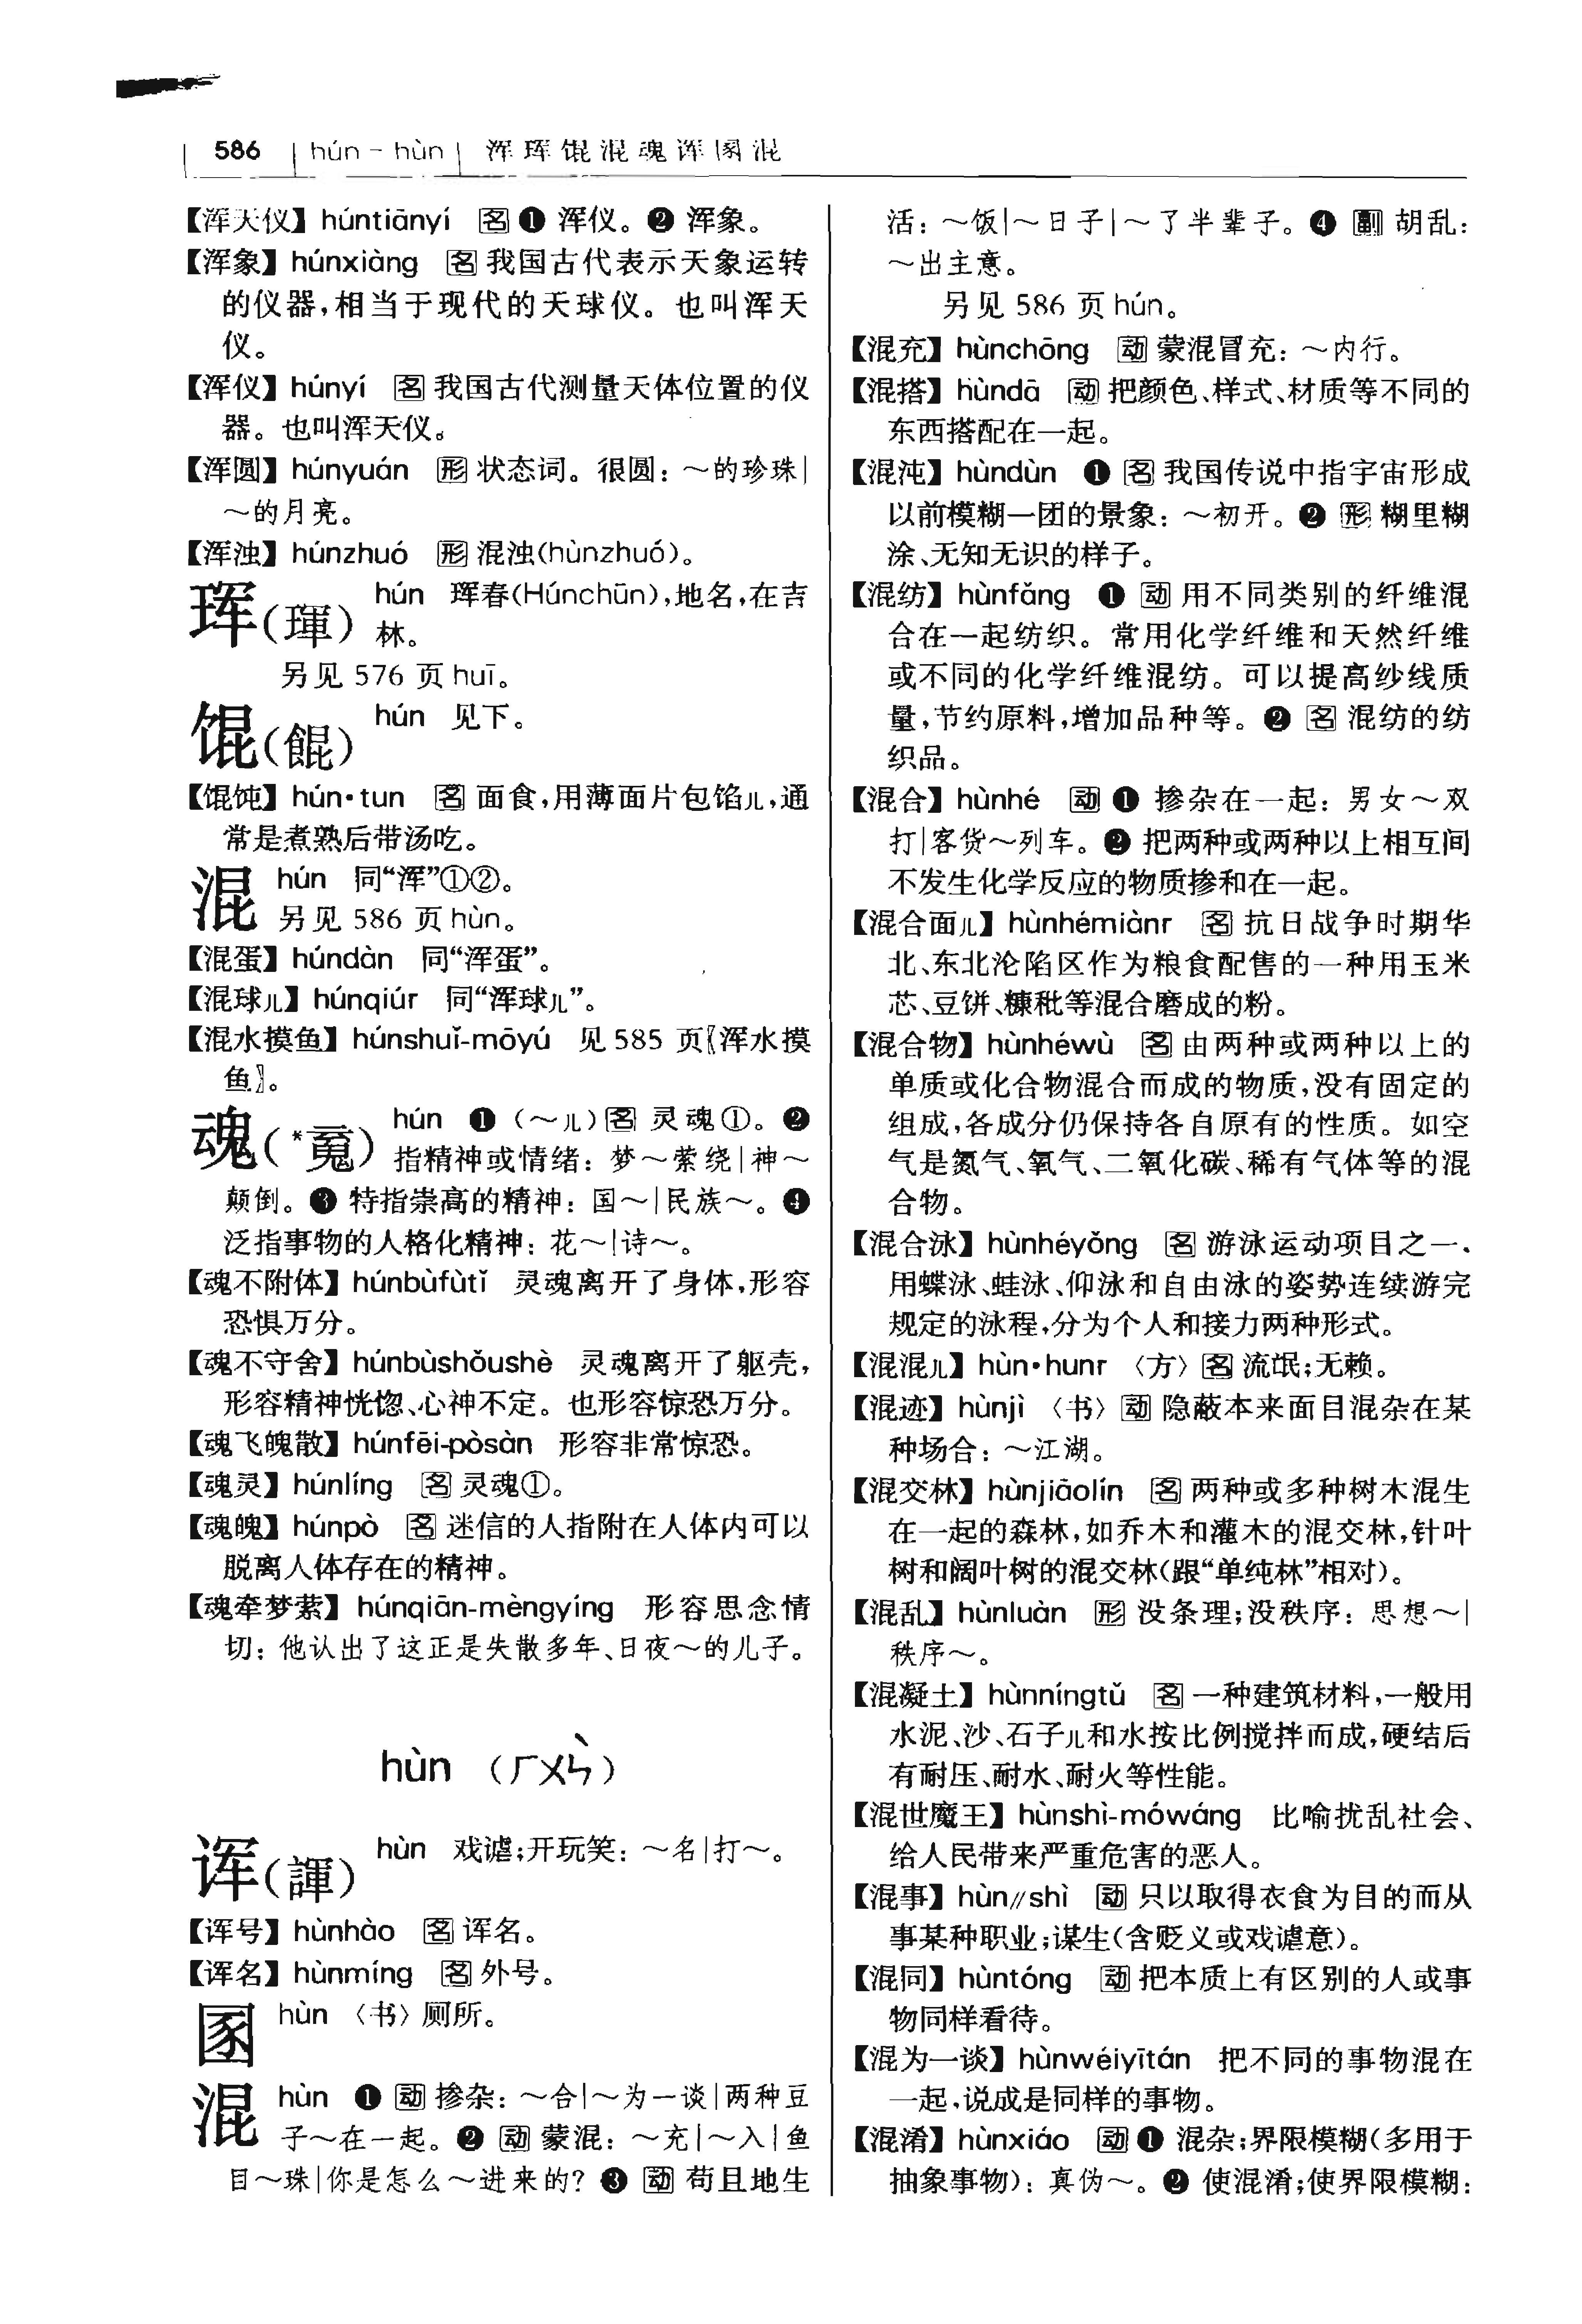 586 hún – hùn 浑珲馄混魂诨圂混
【浑天仪】húntiānyí 名 ❶ 浑仪。❷ 浑象。
【浑象】húnxiàng 名 我国古代表示天象运转
的仪器,相当于现代的天球仪。也叫浑天
仪。
【浑仪】húnyí 名 我国古代测量天体位置的仪
器。也叫浑天仪。
【浑圆】húnyuán 形 状态词。很圆: ～的珍珠|
～的月亮。
【浑浊】húnzhuó 形 混浊(hùnzhuó)。
珲(琿) hún 珲春(Húnchūn),地名,在吉
林。
另见 576 页 huī。
馄(餛) hún 见下。
【馄饨】hún·tun 名 面食,用薄面片包馅儿,通
常是煮熟后带汤吃。
混 hún 同“浑”①②。
另见 586 页 hùn。
【混蛋】húndàn 同“浑蛋”。
【混球儿】húnqiúr 同“浑球儿”。
【混水摸鱼】húnshuǐ-mōyú 见 585 页〖浑水摸
鱼〗。
魂(*䰟) hún ❶ (～儿)名 灵魂①。❷
指精神或情绪: 梦～萦绕|神～
颠倒。❸ 特指崇高的精神: 国～|民族～。❹
泛指事物的人格化精神: 花～|诗～。
【魂不附体】húnbùfùtǐ 灵魂离开了身体,形容
恐惧万分。
【魂不守舍】húnbùshǒushè 灵魂离开了躯壳,
形容精神恍惚、心神不定。也形容惊恐万分。
【魂飞魄散】húnfēi-pòsàn 形容非常惊恐。
【魂灵】húnlíng 名 灵魂①。
【魂魄】húnpò 名 迷信的人指附在人体内可以
脱离人体存在的精神。
【魂牵梦萦】húnqiān-mèngyíng 形容思念情
切: 他认出了这正是失散多年、日夜～的儿子。
hùn (ㄏㄨㄣˋ)
诨(諢) hùn 戏谑;开玩笑: ～名|打～。
【诨号】hùnhào 名 诨名。
【诨名】hùnmíng 名 外号。
圂 hùn 〈书〉厕所。
混 hùn ❶ 动 掺杂: ～合|～为一谈|两种豆
子～在一起。❷ 动 蒙混: ～充|～入|鱼
目～珠|你是怎么～进来的? ❸ 动 苟且地生
活: ～饭|～日子|～了半辈子。❹ 副 胡乱:
～出主意。
另见 586 页 hún。
【混充】hùnchōng 动 蒙混冒充: ～内行。
【混搭】hùndā 动 把颜色、样式、材质等不同的
东西搭配在一起。
【混沌】hùndùn ❶ 名 我国传说中指宇宙形成
以前模糊一团的景象: ～初开。❷ 形 糊里糊
涂、无知无识的样子。
【混纺】hùnfǎng ❶ 动 用不同类别的纤维混
合在一起纺织。常用化学纤维和天然纤维
或不同的化学纤维混纺。可以提高纱线质
量,节约原料,增加品种等。❷ 名 混纺的纺
织品。
【混合】hùnhé 动 ❶ 掺杂在一起: 男女～双
打|客货～列车。❷ 把两种或两种以上相互间
不发生化学反应的物质掺和在一起。
【混合面儿】hùnhémiànr 名 抗日战争时期华
北、东北沦陷区作为粮食配售的一种用玉米
芯、豆饼、糠秕等混合磨成的粉。
【混合物】hùnhéwù 名 由两种或两种以上的
单质或化合物混合而成的物质,没有固定的
组成,各成分仍保持各自原有的性质。如空
气是氮气、氧气、二氧化碳、稀有气体等的混
合物。
【混合泳】hùnhéyǒng 名 游泳运动项目之一,
用蝶泳、蛙泳、仰泳和自由泳的姿势连续游完
规定的泳程,分为个人和接力两种形式。
【混混儿】hùn·hunr 〈方〉名 流氓;无赖。
【混迹】hùnjì 〈书〉动 隐蔽本来面目混杂在某
种场合: ～江湖。
【混交林】hùnjiāolín 名 两种或多种树木混生
在一起的森林,如乔木和灌木的混交林,针叶
树和阔叶树的混交林(跟“单纯林”相对)。
【混乱】hùnluàn 形 没条理;没秩序: 思想～|
秩序～。
【混凝土】hùnníngtǔ 名 一种建筑材料,一般用
水泥、沙、石子儿和水按比例搅拌而成,硬结后
有耐压、耐水、耐火等性能。
【混世魔王】hùnshì-mówáng 比喻扰乱社会、
给人民带来严重危害的恶人。
【混事】hùn//shì 动 只以取得衣食为目的而从
事某种职业;谋生(含贬义或戏谑意)。
【混同】hùntóng 动 把本质上有区别的人或事
物同样看待。
【混为一谈】hùnwéiyītán 把不同的事物混在
一起,说成是同样的事物。
【混淆】hùnxiáo 动 ❶ 混杂;界限模糊(多用于
抽象事物): 真伪～。❷ 使混淆;使界限模糊: